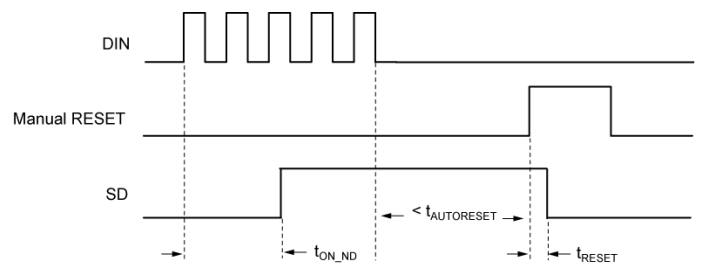 DIN
Manual RESET
SD
< tAUTORESET
tON_ND
tRESET